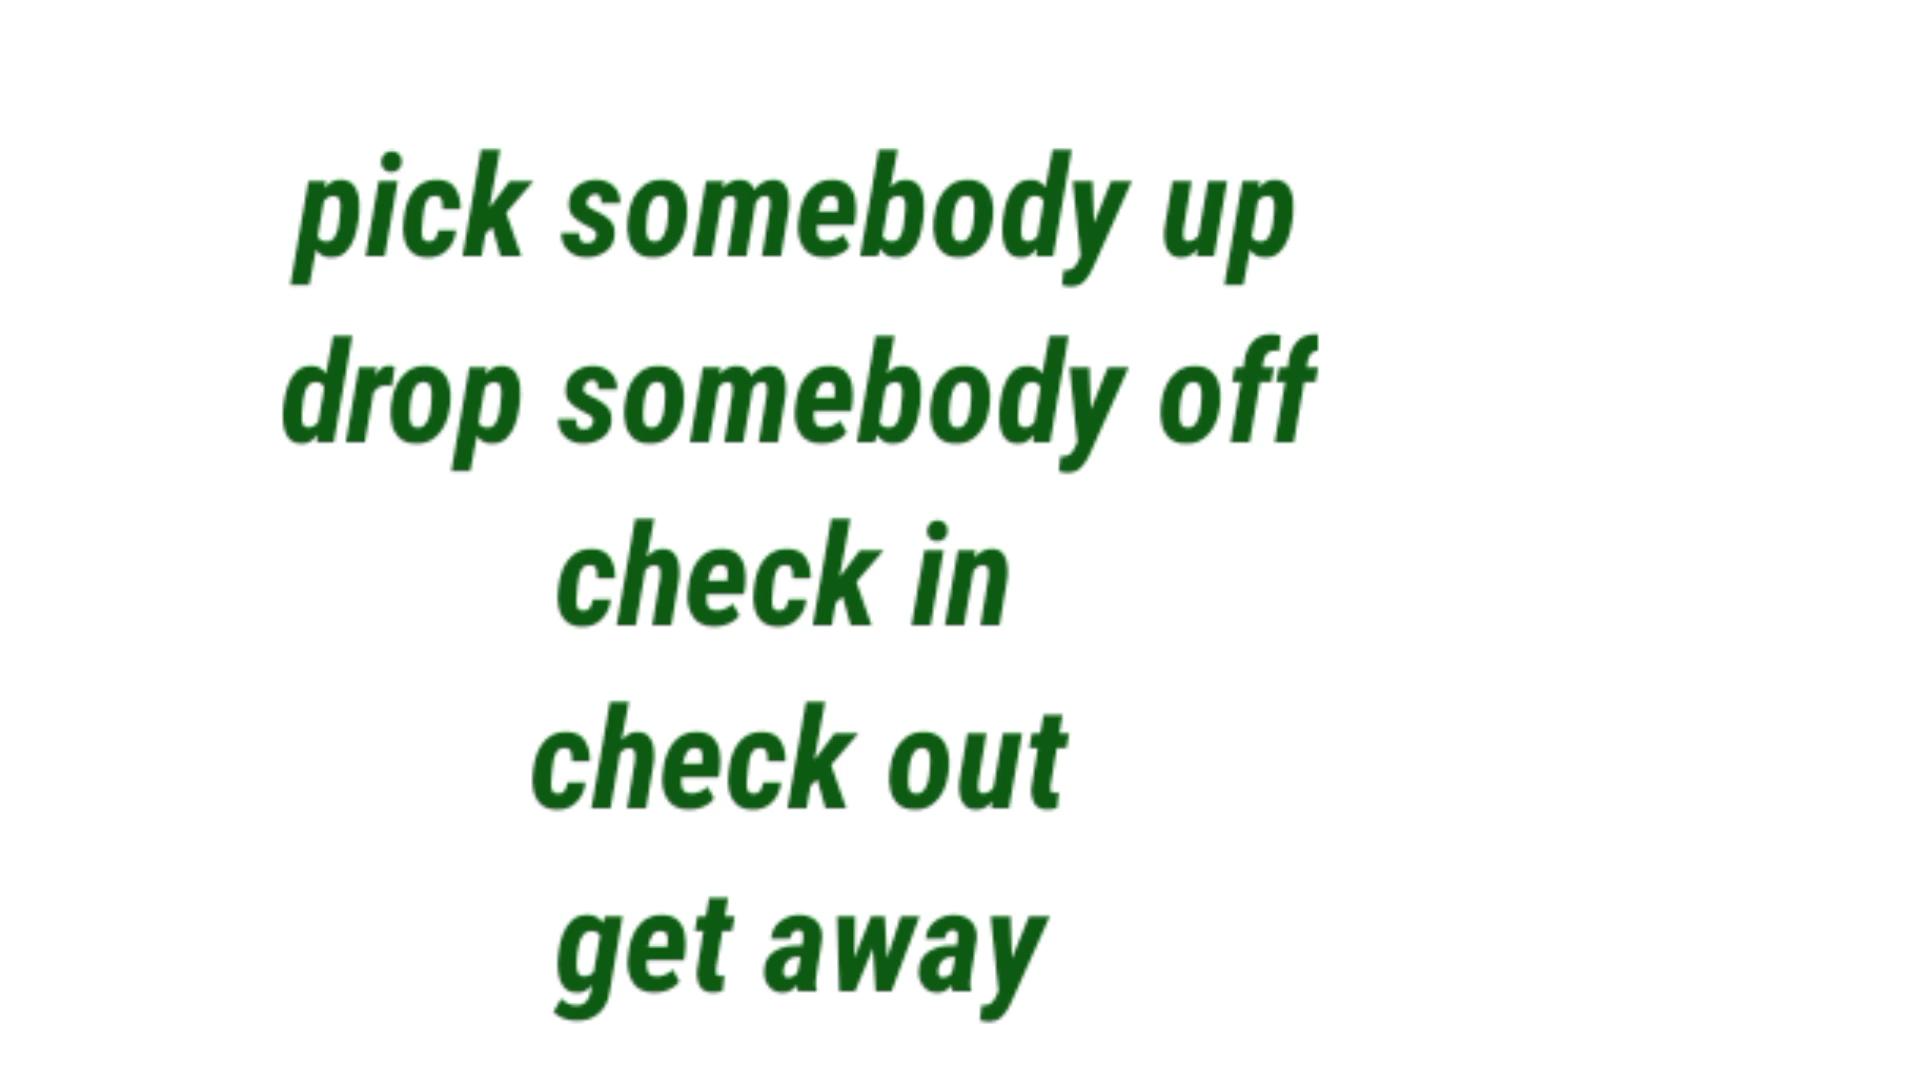 pick somebody up
drop somebody off
check in
check out
get away